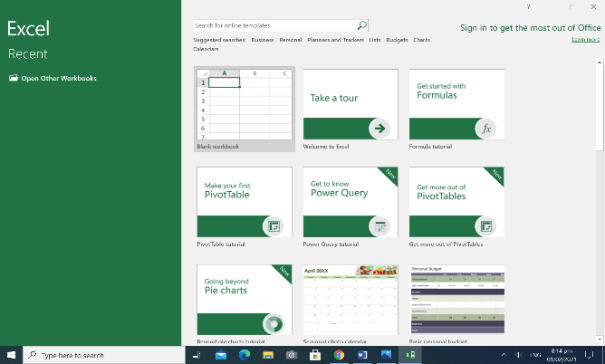 Excel
Recent
Open Other Workbooks
?
Search for online templates
Sign in to get the most out of Office
Learn more
Suggested searches: Business Personal Planners and Trackers Lists Budgets Charts
Calendars
A B C
1
2
3
4
5
6
7
Blank workbook
Take a tour
Welcome to Excel
Get started with
Formulas
fx
Formula tutorial
Make your first
PivotTable
PivotTable tutorial
Get to know
Power Query
New
Power Query tutorial
Get more out of
PivotTables
New
Get more out of PivotTables
Going beyond
Pie charts
New
Beyond pie charts tutorial
April 20XX
Seasonal photo calendar
Personal Budget
Basic personal budget
Type here to search
ENG
8:14 pm